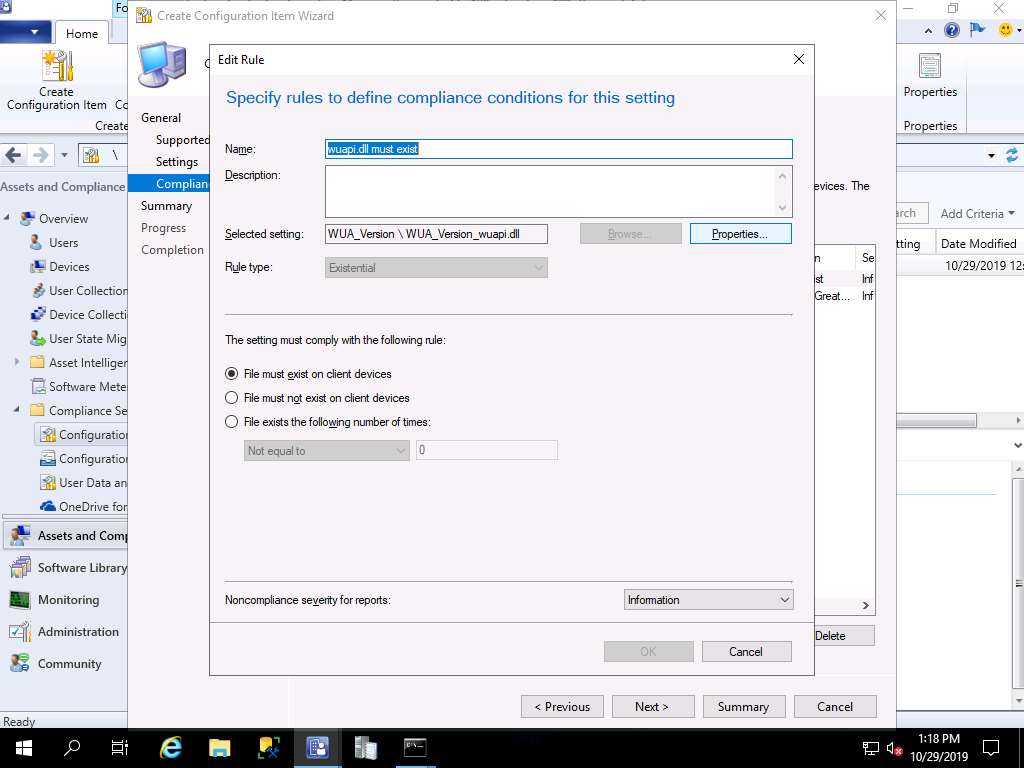 Fo
Create Configuration Item Wizard
Home
Create
Configuration Item
Co
Create
Properties
Properties
\
Assets and Compliance
Overview
Users
Devices
User Collection
Device Collecti
User State Mig
Asset Intelliger
Software Mete
Compliance Se
Configuration
Configuration
User Data an
OneDrive for
Assets and Comp
Software Library
Monitoring
Administration
Community
Ready
General
Supported
Settings
Complian
Summary
Progress
Completion
Edit Rule
Specify rules to define compliance conditions for this setting
Name:
wuapi.dll must exist
Description:
Selected setting:
WUA_Version \ WUA_Version_wuapi.dll
Browse...
Properties...
Rule type:
Existential
The setting must comply with the following rule:
File must exist on client devices
File must not exist on client devices
File exists the following number of times:
Not equal to
0
Noncompliance severity for reports:
Information
OK
Cancel
evices. The
n
Se
st
Inf
Great...
Inf
Delete
< Previous
Next >
Summary
Cancel
arch
Add Criteria
tting
Date Modified
10/29/2019 12:
1:18 PM
10/29/2019